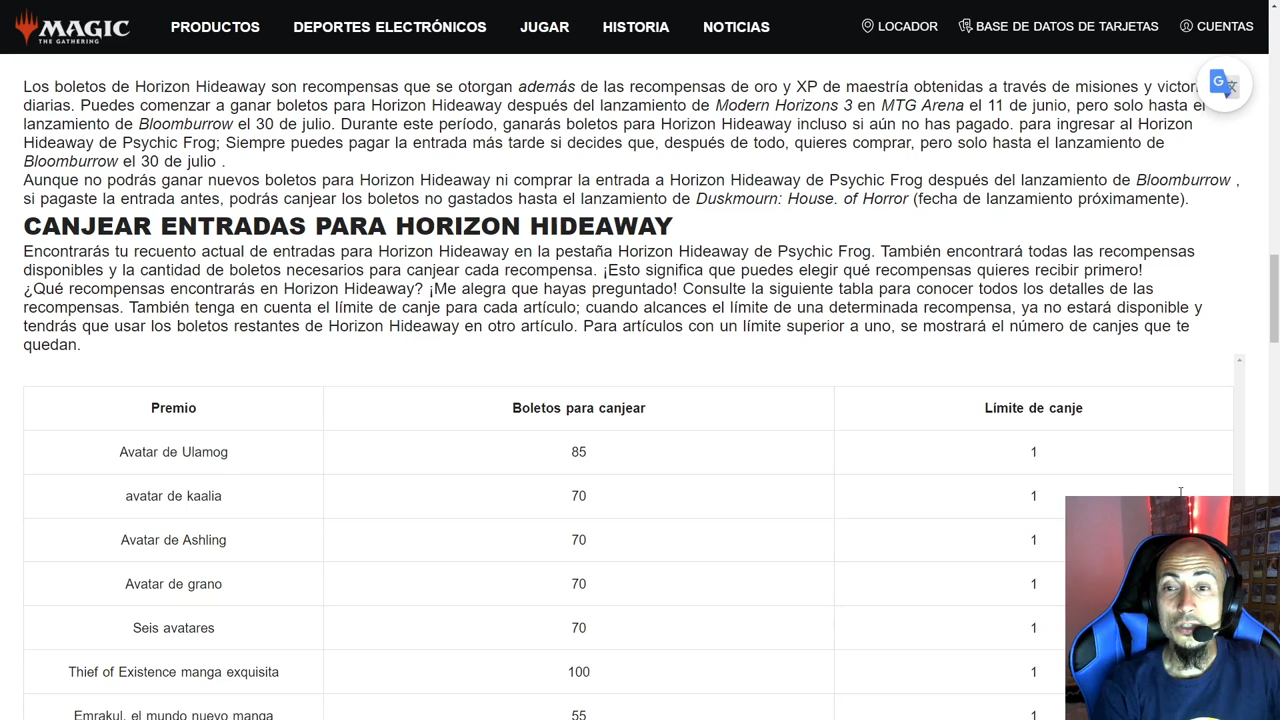 MAGIC
THE GATHERING
PRODUCTOS
DEPORTES ELECTRÓNICOS
JUGAR
HISTORIA
NOTICIAS
LOCADOR
BASE DE DATOS DE TARJETAS
CUENTAS
Los boletos de Horizon Hideaway son recompensas que se otorgan además de las recompensas de oro y XP de maestría obtenidas a través de misiones y victor
diarias. Puedes comenzar a ganar boletos para Horizon Hideaway después del lanzamiento de Modern Horizons 3 en MTG Arena el 11 de junio, pero solo hasta el
lanzamiento de Bloomburrow el 30 de julio. Durante este período, ganarás boletos para Horizon Hideaway incluso si aún no has pagado. para ingresar al Horizon
Hideaway de Psychic Frog; Siempre puedes pagar la entrada más tarde si decides que, después de todo, quieres comprar, pero solo hasta el lanzamiento de
Bloomburrow el 30 de julio .
Aunque no podrás ganar nuevos boletos para Horizon Hideaway ni comprar la entrada a Horizon Hideaway de Psychic Frog después del lanzamiento de Bloomburrow ,
si pagaste la entrada antes, podrás canjear los boletos no gastados hasta el lanzamiento de Duskmourn: House. of Horror (fecha de lanzamiento próximamente).
CANJEAR ENTRADAS PARA HORIZON HIDEAWAY
Encontrarás tu recuento actual de entradas para Horizon Hideaway en la pestaña Horizon Hideaway de Psychic Frog. También encontrará todas las recompensas
disponibles y la cantidad de boletos necesarios para canjear cada recompensa. ¡Esto significa que puedes elegir qué recompensas quieres recibir primero!
¿Qué recompensas encontrarás en Horizon Hideaway? ¡Me alegra que hayas preguntado! Consulte la siguiente tabla para conocer todos los detalles de las
recompensas. También tenga en cuenta el límite de canje para cada artículo; cuando alcances el límite de una determinada recompensa, ya no estará disponible y
tendrás que usar los boletos restantes de Horizon Hideaway en otro artículo. Para artículos con un límite superior a uno, se mostrará el número de canjes que te
quedan.
Premio Boletos para canjear Límite de canje
Avatar de Ulamog 85 1
avatar de kaalia 70 1
Avatar de Ashling 70 1
Avatar de grano 70 1
Seis avatares 70 1
Thief of Existence manga exquisita 100 1
Emrakul, el mundo nuevo manga 55 1